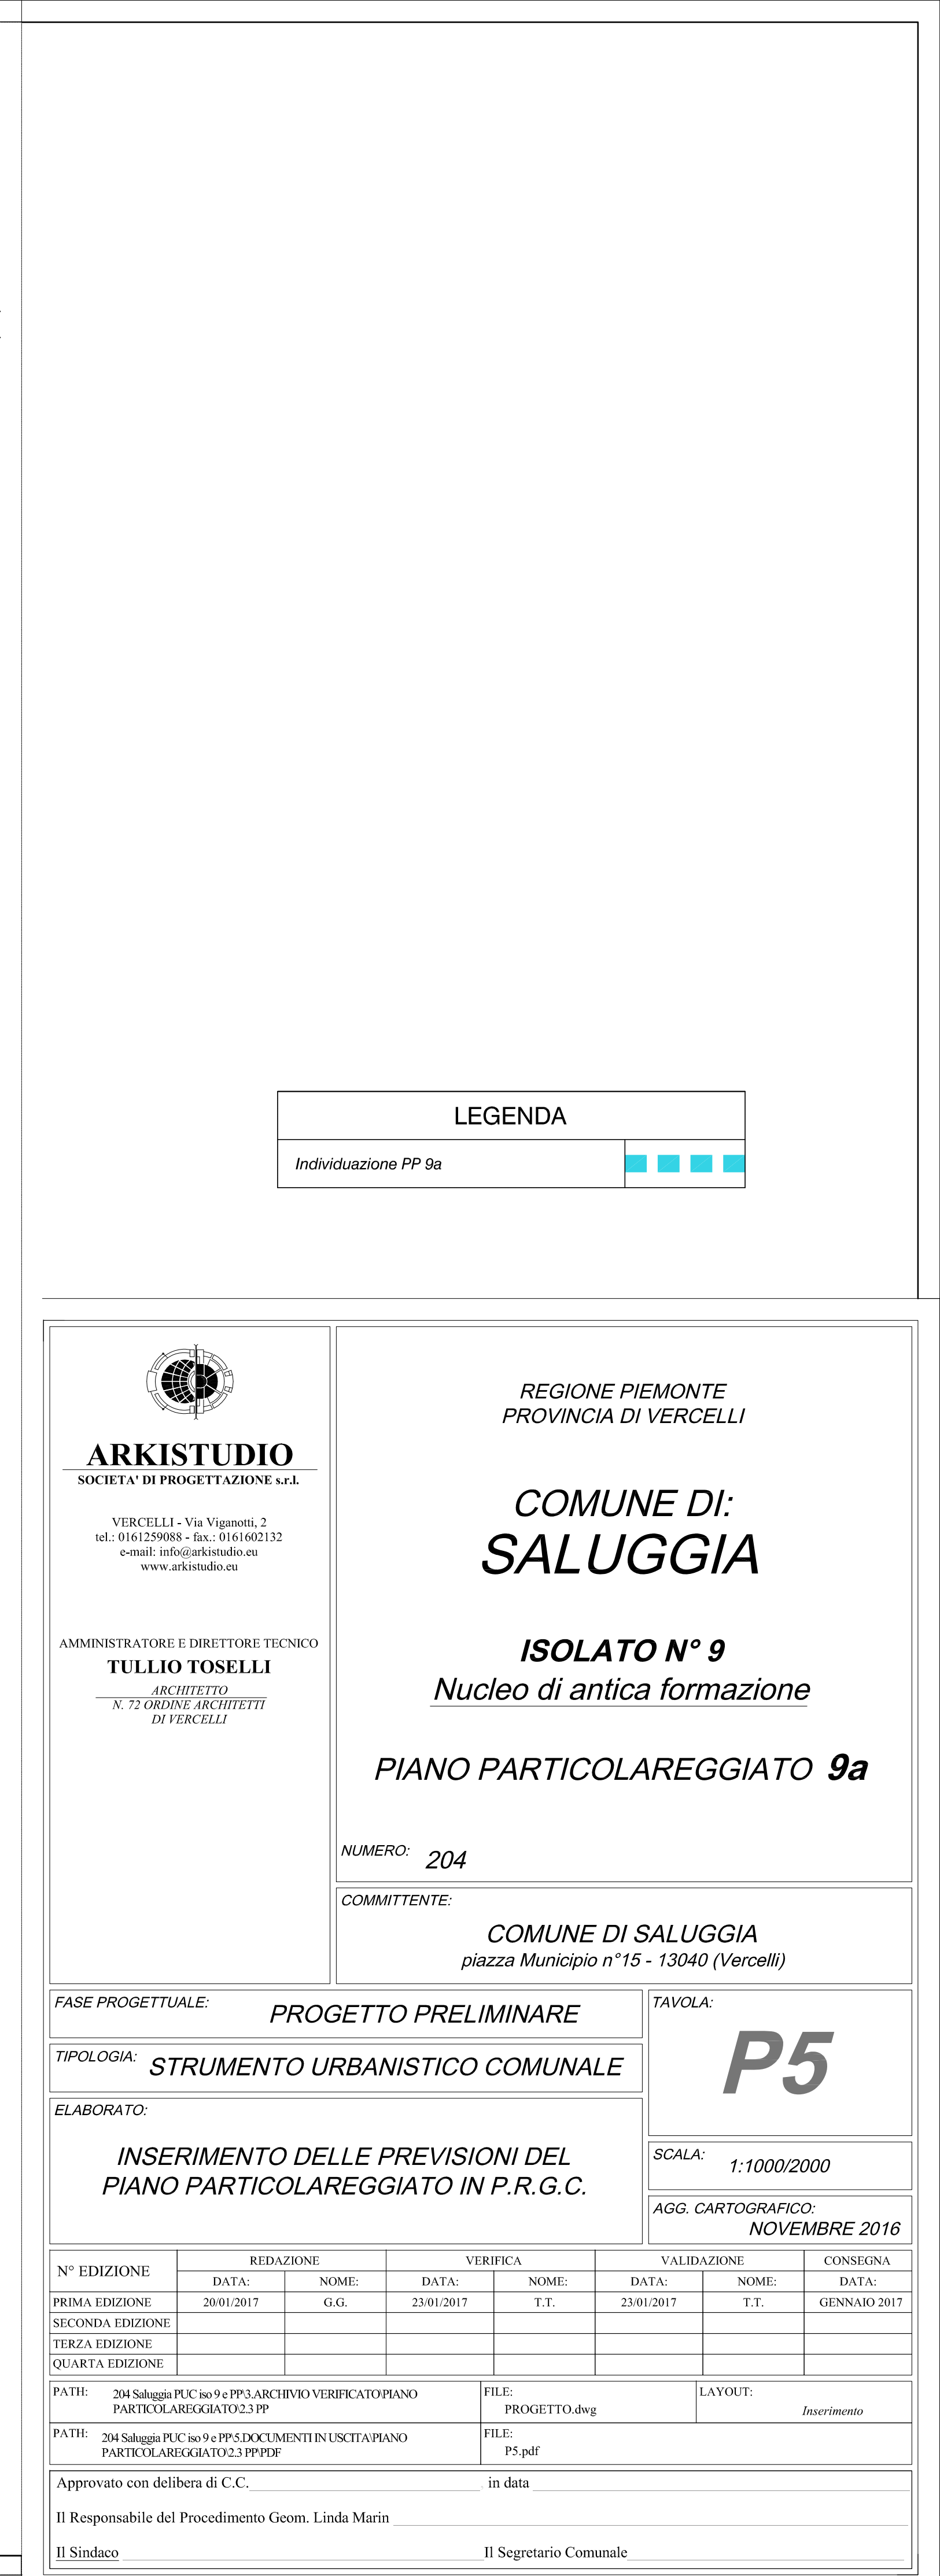 LEGENDA
Individuazione PP 9a
ARKISTUDIO
SOCIETA' DI PROGETTAZIONE s.r.l.
VERCELLI - Via Viganotti, 2
tel.: 0161259088 - fax.: 0161602132
e-mail: info@arkistudio.eu
www.arkistudio.eu
AMMINISTRATORE E DIRETTORE TECNICO
TULLIO TOSELLI
ARCHITETTO
N. 72 ORDINE ARCHITETTI
DI VERCELLI
REGIONE PIEMONTE
PROVINCIA DI VERCELLI
COMUNE DI:
SALUGGIA
ISOLATO N° 9
Nucleo di antica formazione
PIANO PARTICOLAREGGIATO 9a
NUMERO: 204
COMMITTENTE:
COMUNE DI SALUGGIA
piazza Municipio n°15 - 13040 (Vercelli)
FASE PROGETTUALE: PROGETTO PRELIMINARE
TIPOLOGIA: STRUMENTO URBANISTICO COMUNALE
ELABORATO:
INSERIMENTO DELLE PREVISIONI DEL
PIANO PARTICOLAREGGIATO IN P.R.G.C.
TAVOLA:
P5
SCALA: 1:1000/2000
AGG. CARTOGRAFICO:
NOVEMBRE 2016
N° EDIZIONE REDAZIONE VERIFICA VALIDAZIONE CONSEGNA
DATA: NOME: DATA: NOME: DATA: NOME: DATA:
PRIMA EDIZIONE 20/01/2017 G.G. 23/01/2017 T.T. 23/01/2017 T.T. GENNAIO 2017
SECONDA EDIZIONE
TERZA EDIZIONE
QUARTA EDIZIONE
PATH: 204 Saluggia PUC iso 9 e PP\3.ARCHIVIO VERIFICATO\PIANO
PARTICOLAREGGIATO\2.3 PP
FILE:
PROGETTO.dwg
LAYOUT:
Inserimento
PATH: 204 Saluggia PUC iso 9 e PP\5.DOCUMENTI IN USCITA\PIANO
PARTICOLAREGGIATO\2.3 PP\PDF
FILE:
P5.pdf
Approvato con delibera di C.C. in data
Il Responsabile del Procedimento Geom. Linda Marin
Il Sindaco Il Segretario Comunale